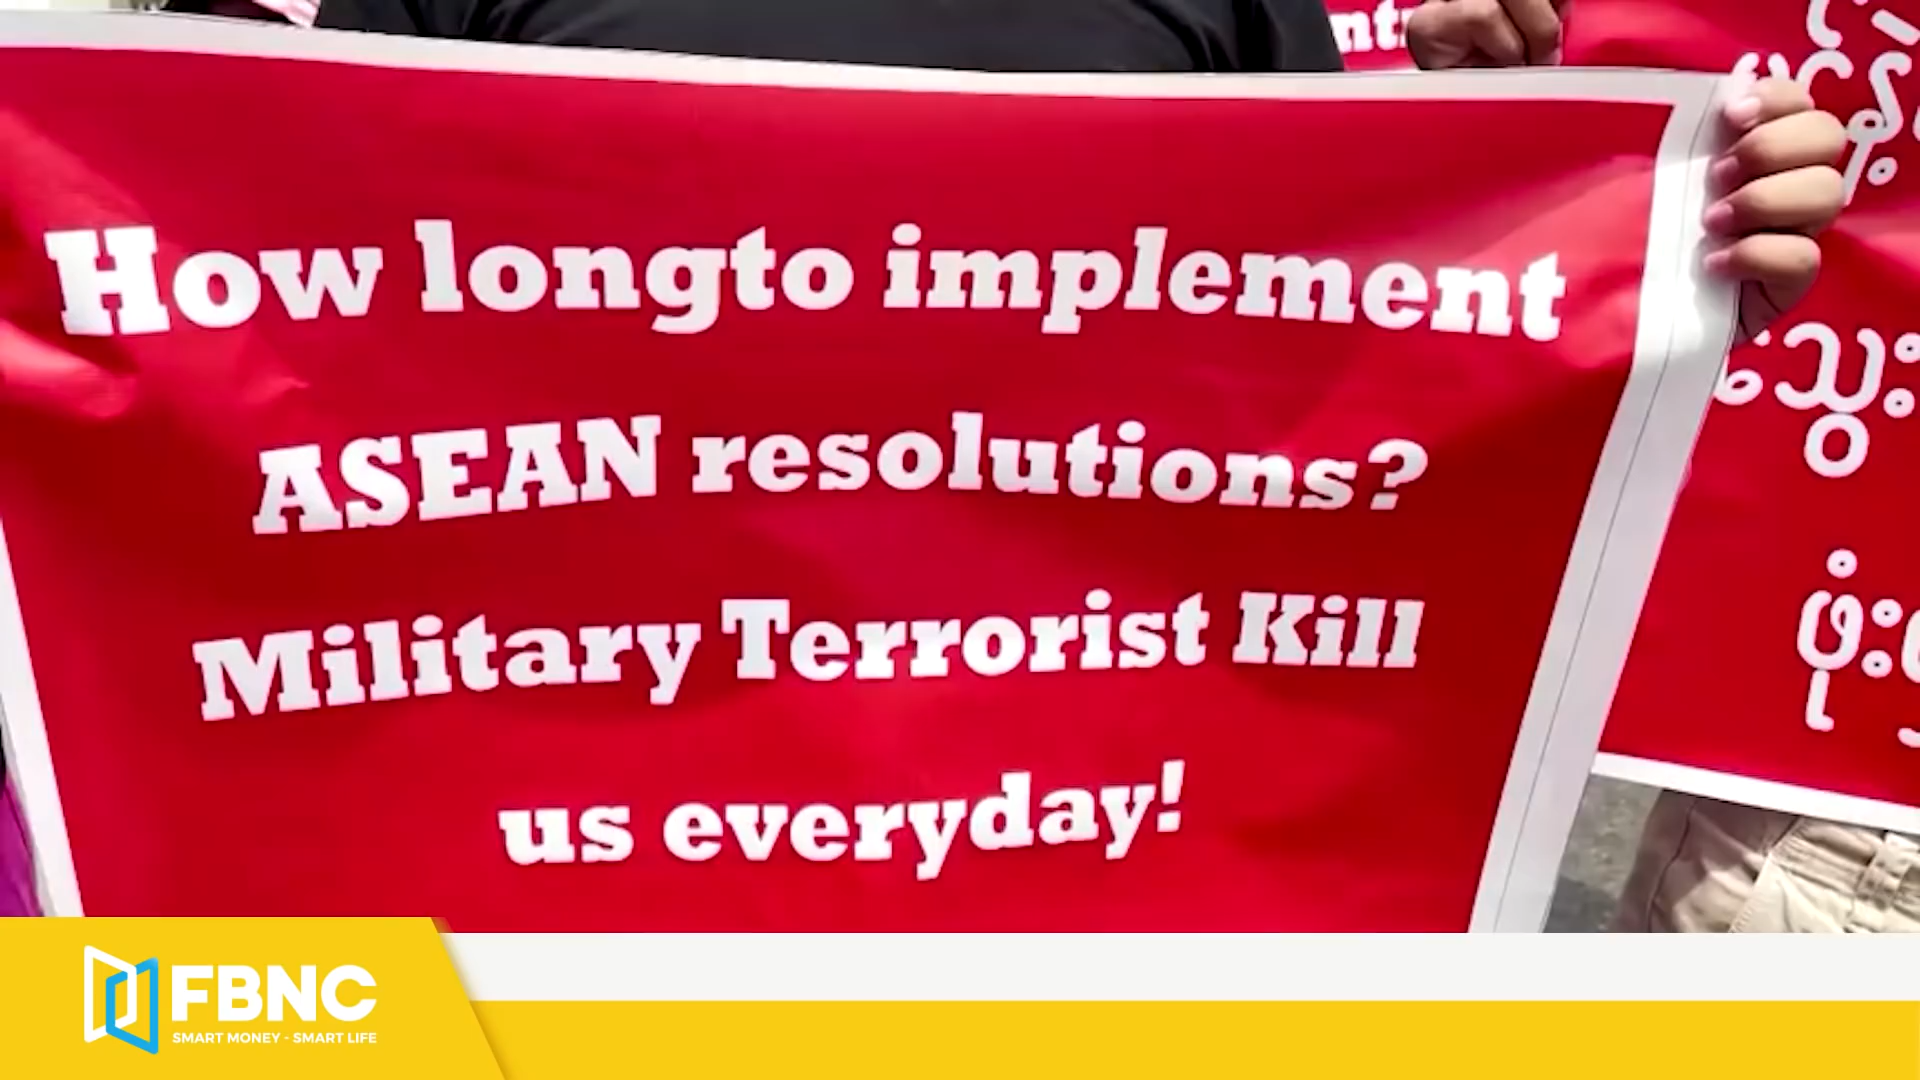 How longto implement
ASEAN resolutions?
Military Terrorist Kill
us everyday!
FBNC
SMART MONEY - SMART LIFE